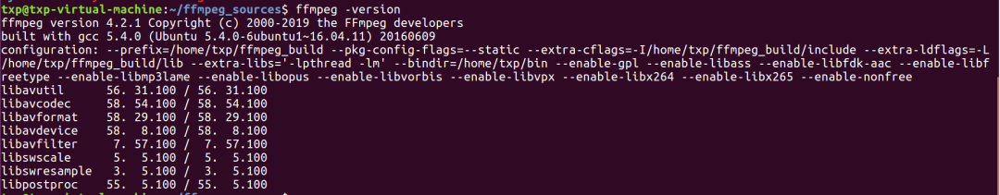 txp@txp-virtual-machine:~/ffmpeg_sources$ ffmpeg -version
ffmpeg version 4.2.1 Copyright (c) 2000-2019 the FFmpeg developers
built with gcc 5.4.0 (Ubuntu 5.4.0-6ubuntu1~16.04.11) 20160609
configuration: --prefix=/home/txp/ffmpeg_build --pkg-config-flags=--static --extra-cflags=-I/home/txp/ffmpeg_build/include --extra-ldflags=-L
/home/txp/ffmpeg_build/lib --extra-libs='-lpthread -lm' --bindir=/home/txp/bin --enable-gpl --enable-libass --enable-libfdk-aac --enable-libf
reetype --enable-libmp3lame --enable-libopus --enable-libvorbis --enable-libvpx --enable-libx264 --enable-libx265 --enable-nonfree
libavutil      56. 31.100 / 56. 31.100
libavcodec     58. 54.100 / 58. 54.100
libavformat    58. 29.100 / 58. 29.100
libavdevice    58.  8.100 / 58.  8.100
libavfilter     7. 57.100 /  7. 57.100
libswscale      5.  5.100 /  5.  5.100
libswresample   3.  5.100 /  3.  5.100
libpostproc    55.  5.100 / 55.  5.100